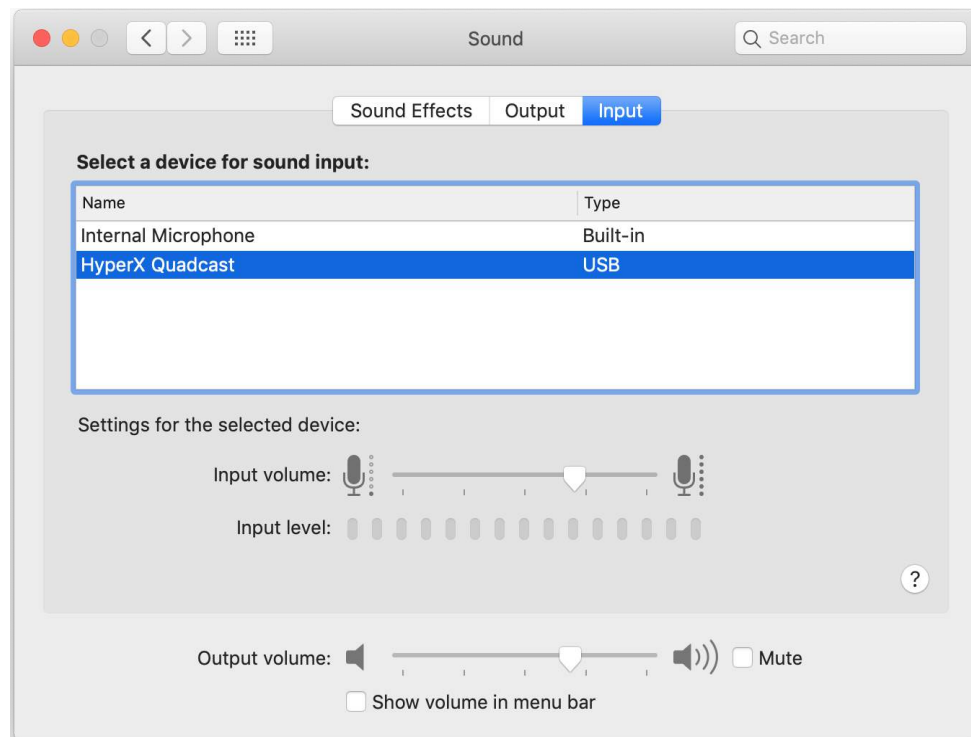 Sound
Search
Sound Effects Output Input
Select a device for sound input:
Name Type
Internal Microphone Built-in
HyperX Quadcast USB
Settings for the selected device:
Input volume:
Input level:
?
Output volume: Mute
Show volume in menu bar